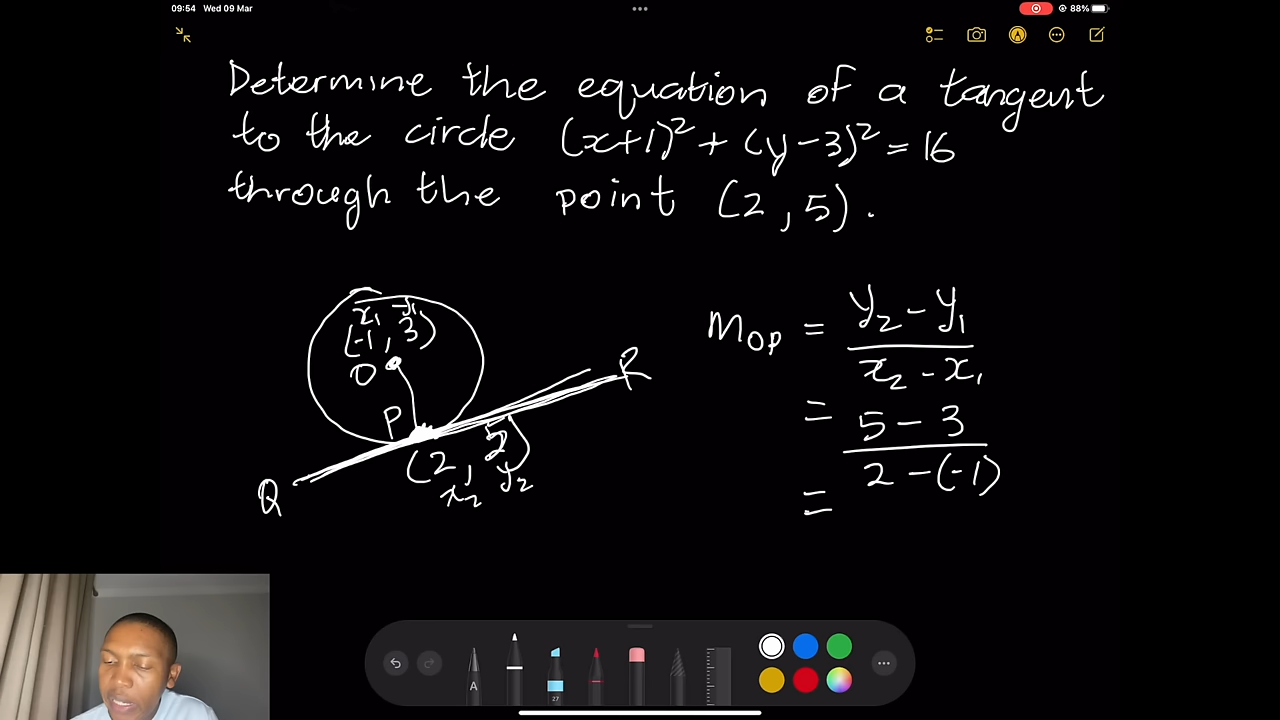 09:54 Wed 09 Mar
88%
Determine the equation of a tangent
to the circle (x+1)² + (y-3)² = 16
through the point (2, 5).
x₁ y₁
(-1, 3)
O
P
R
(2, 5)
x₂ y₂
Q
m_OP = y₂ - y₁
x₂ - x₁
= 5 - 3
2 - (-1)
=
A
27